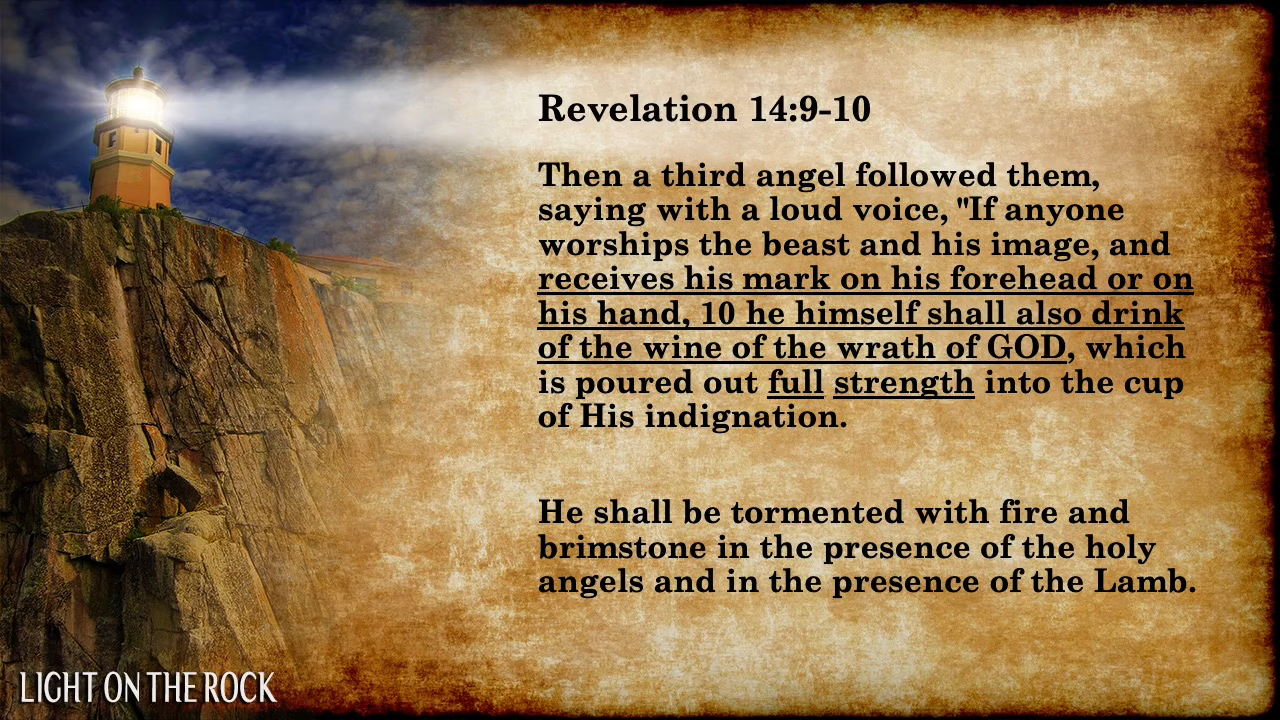 Revelation 14:9-10
Then a third angel followed them,
saying with a loud voice, "If anyone
worships the beast and his image, and
receives his mark on his forehead or on
his hand, 10 he himself shall also drink
of the wine of the wrath of GOD, which
is poured out full strength into the cup
of His indignation.
He shall be tormented with fire and
brimstone in the presence of the holy
angels and in the presence of the Lamb.
LIGHT ON THE ROCK